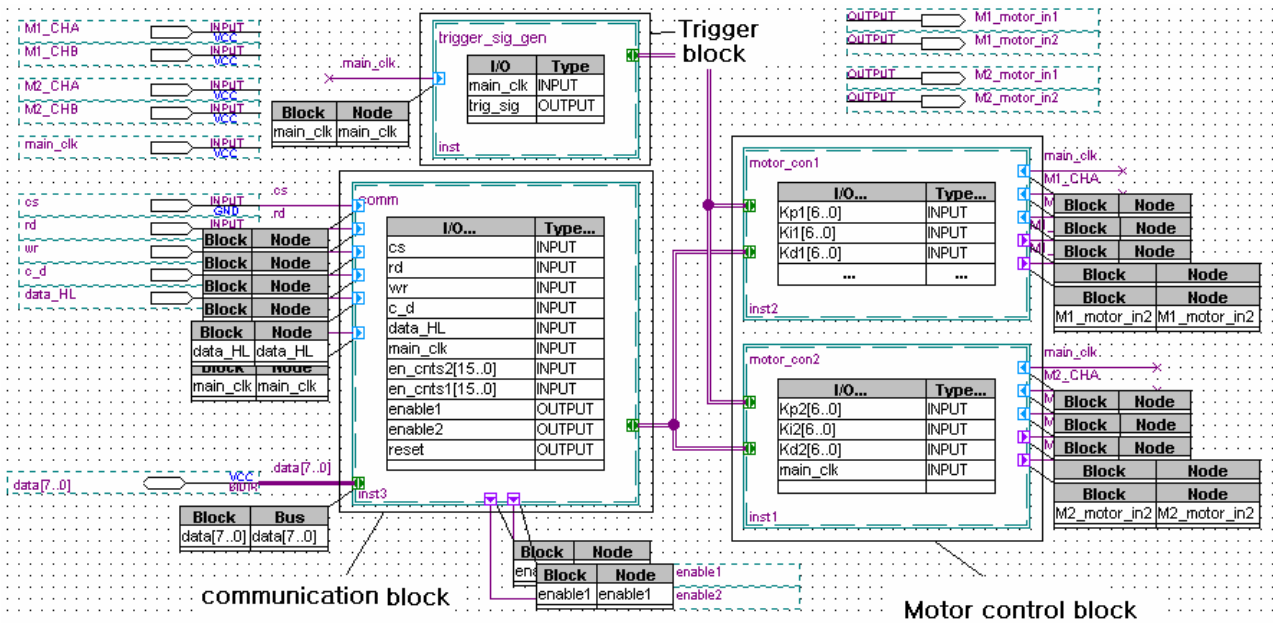 M1_CHA INPUT
VCC
M1_CHB INPUT
VCC
M2_CHA INPUT
VCC
M2_CHB INPUT
VCC
main_clk INPUT
VCC
trigger_sig_gen
I/O Type
main_clk INPUT
trig_sig OUTPUT
inst
.main_clk.
Block Node
main_clk main_clk
Trigger
block
OUTPUT M1_motor_in1
OUTPUT M1_motor_in2
OUTPUT M2_motor_in1
OUTPUT M2_motor_in2
cs INPUT
GND
rd INPUT
wr
c_d
data_HL
.cs
.rd
Block Node
Block Node
Block Node
Block Node
Block Node
data_HL data_HL
Block Node
main_clk main_clk
comm
I/O... Type...
cs INPUT
rd INPUT
wr INPUT
c_d INPUT
data_HL INPUT
main_clk INPUT
en_cnts2[15..0] INPUT
en_cnts1[15..0] INPUT
enable1 OUTPUT
enable2 OUTPUT
reset OUTPUT
inst3
data[7..0] VCC
BIDIR
.data[7..0]
Block Bus
data[7..0] data[7..0]
Block Node
Block Node
enable1 enable1
enable1
enable2
communication block
motor_con1
I/O... Type...
Kp1[6..0] INPUT
Ki1[6..0] INPUT
Kd1[6..0] INPUT
... ...
inst2
main_clk.
M1_CHA.
Block Node
Block Node
Block Node
Block Node
Block Node
M1_motor_in2 M1_motor_in2
motor_con2
I/O... Type...
Kp2[6..0] INPUT
Ki2[6..0] INPUT
Kd2[6..0] INPUT
main_clk INPUT
inst1
main_clk.
M2_CHA.
Block Node
Block Node
Block Node
Block Node
Block Node
M2_motor_in2 M2_motor_in2
Motor control block